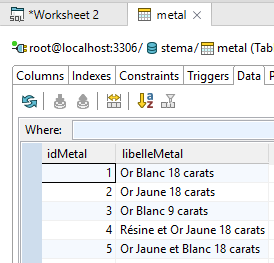 *Worksheet 2 metal
root@localhost:3306/ stema/ metal (Tab
Columns Indexes Constraints Triggers Data
Where:
idMetal libelleMetal
1 Or Blanc 18 carats
2 Or Jaune 18 carats
3 Or Blanc 9 carats
4 Résine et Or Jaune 18 carats
5 Or Jaune et Blanc 18 carats